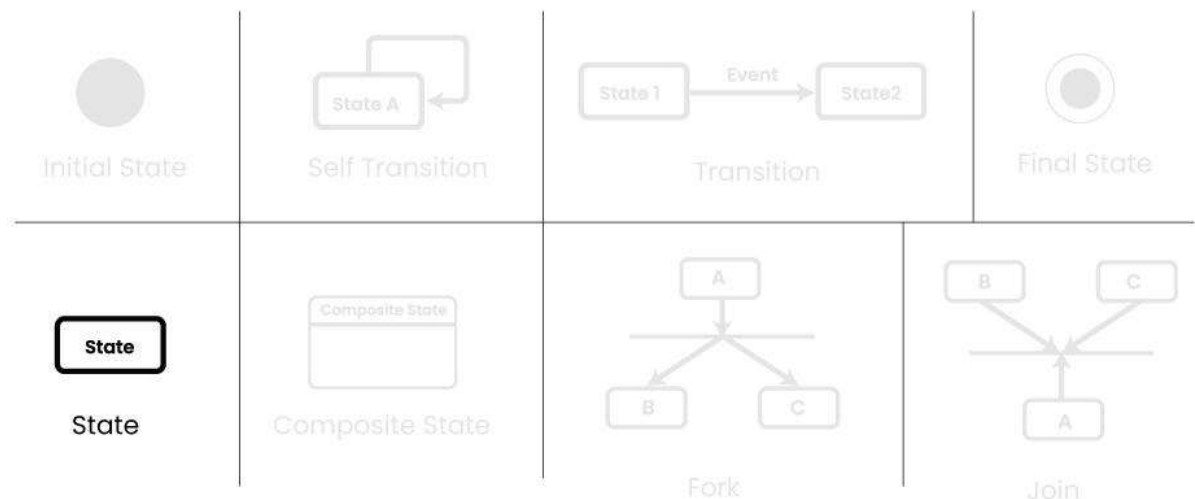 State A
Event
State 1
State2
Initial State
Self Transition
Transition
Final State
State
State
Composite State
Composite State
A
B
C
Fork
B
C
A
Join